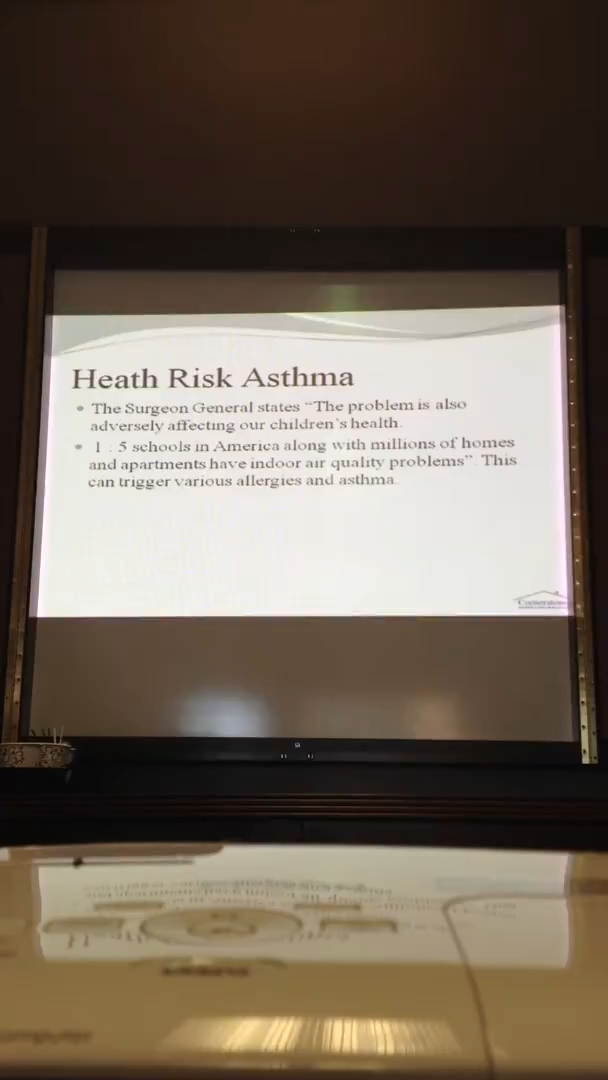 Heath Risk Asthma
• The Surgeon General states "The problem is also
adversely affecting our children's health.
• 1 : 5 schools in America along with millions of homes
and apartments have indoor air quality problems". This
can trigger various allergies and asthma.
Cornerstone